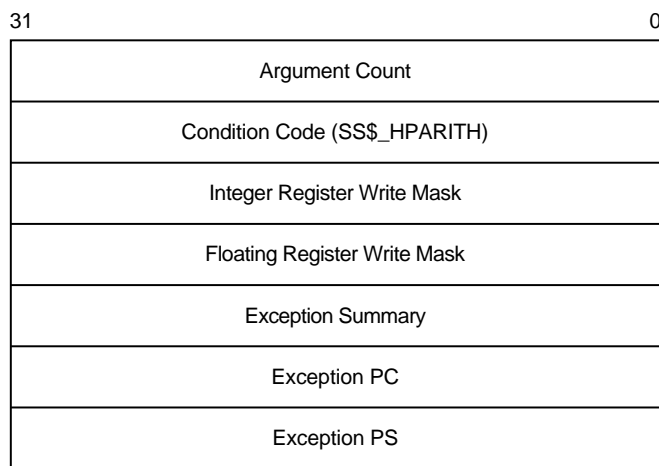 31 0
Argument Count
Condition Code (SS$_HPARITH)
Integer Register Write Mask
Floating Register Write Mask
Exception Summary
Exception PC
Exception PS